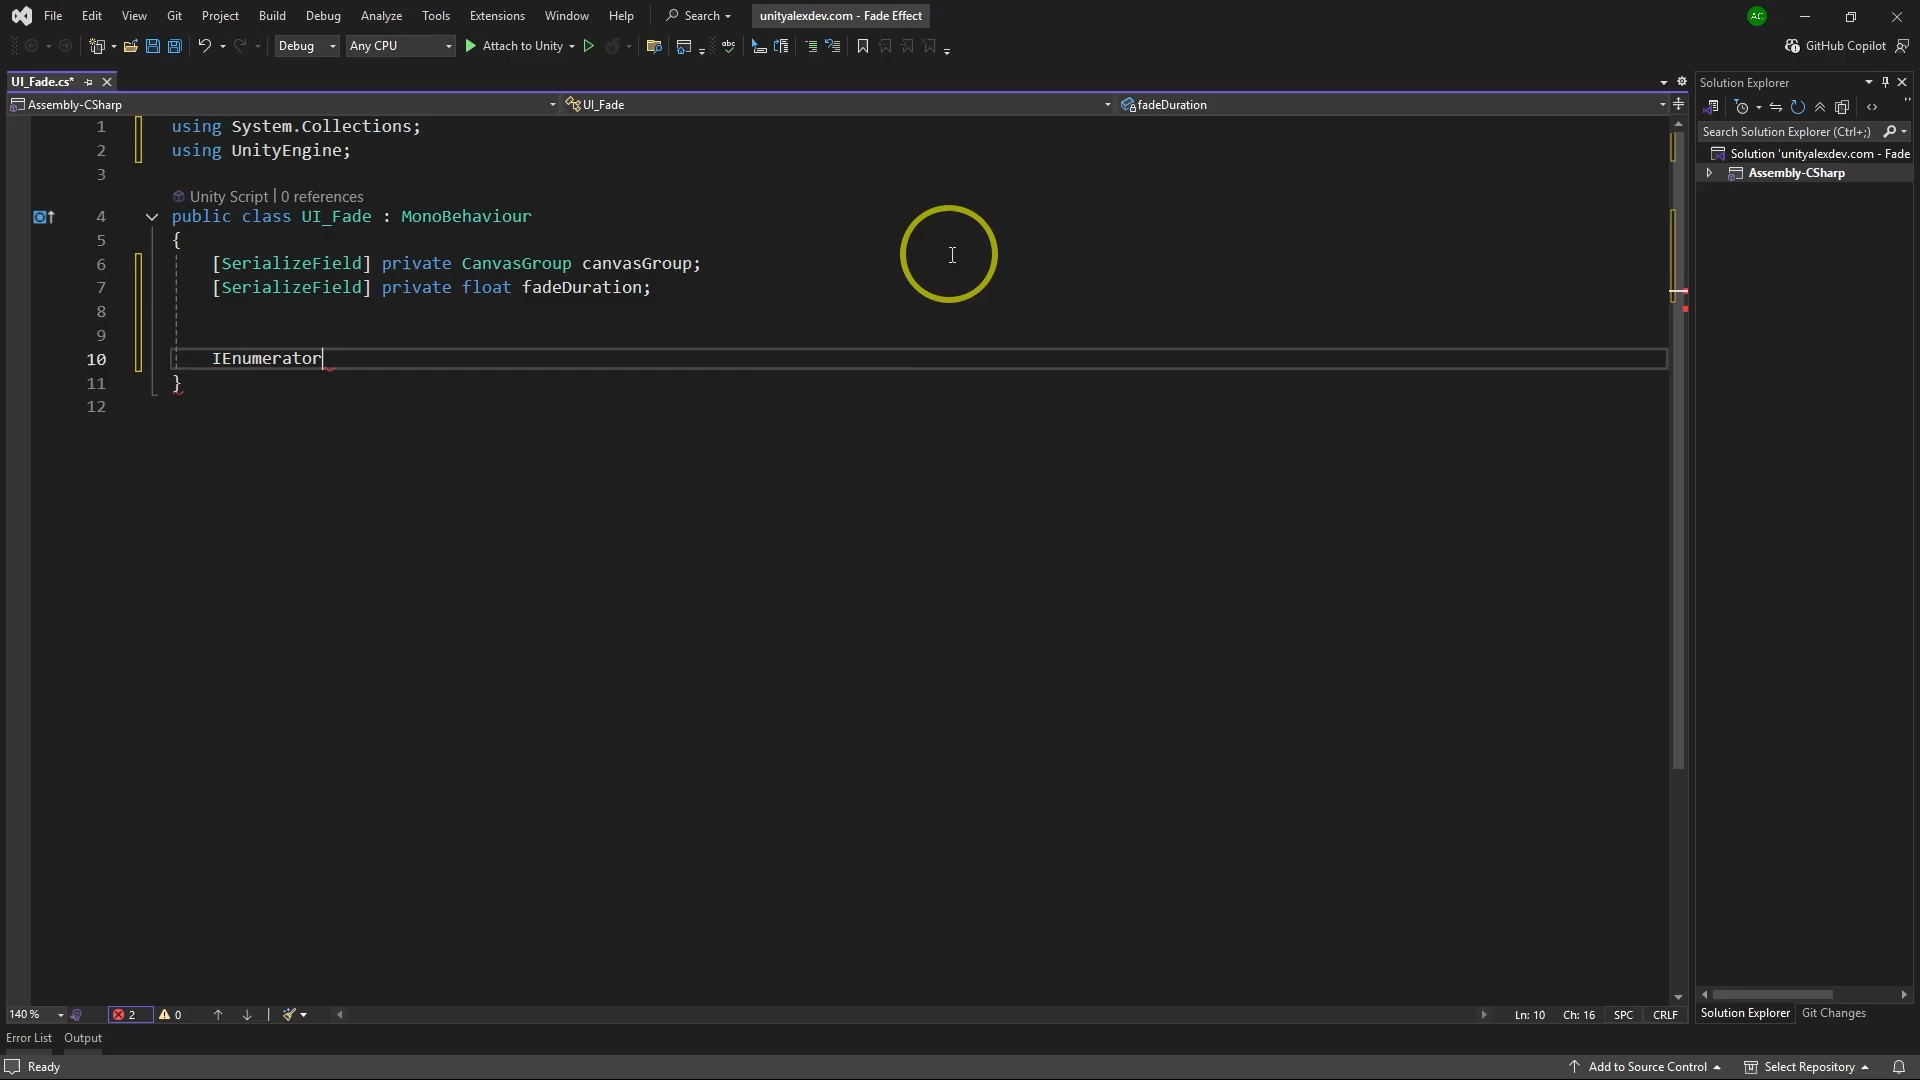 File Edit View Git Project Build Debug Analyze Tools Extensions Window Help Search unityalexdev.com - Fade Effect AC
Debug Any CPU Attach to Unity abc GitHub Copilot
UI_Fade.cs* Solution Explorer
Assembly-CSharp UI_Fade fadeDuration
Search Solution Explorer (Ctrl+;)
Solution 'unityalexdev.com - Fade
Assembly-CSharp
1 using System.Collections;
2 using UnityEngine;
3
Unity Script | 0 references
4 public class UI_Fade : MonoBehaviour
5 {
6 [SerializeField] private CanvasGroup canvasGroup;
7 [SerializeField] private float fadeDuration;
8
9
10 IEnumerator
11 }
12
140 % 2 0 Ln: 10 Ch: 16 SPC CRLF
Solution Explorer Git Changes
Error List Output
Ready Add to Source Control Select Repository